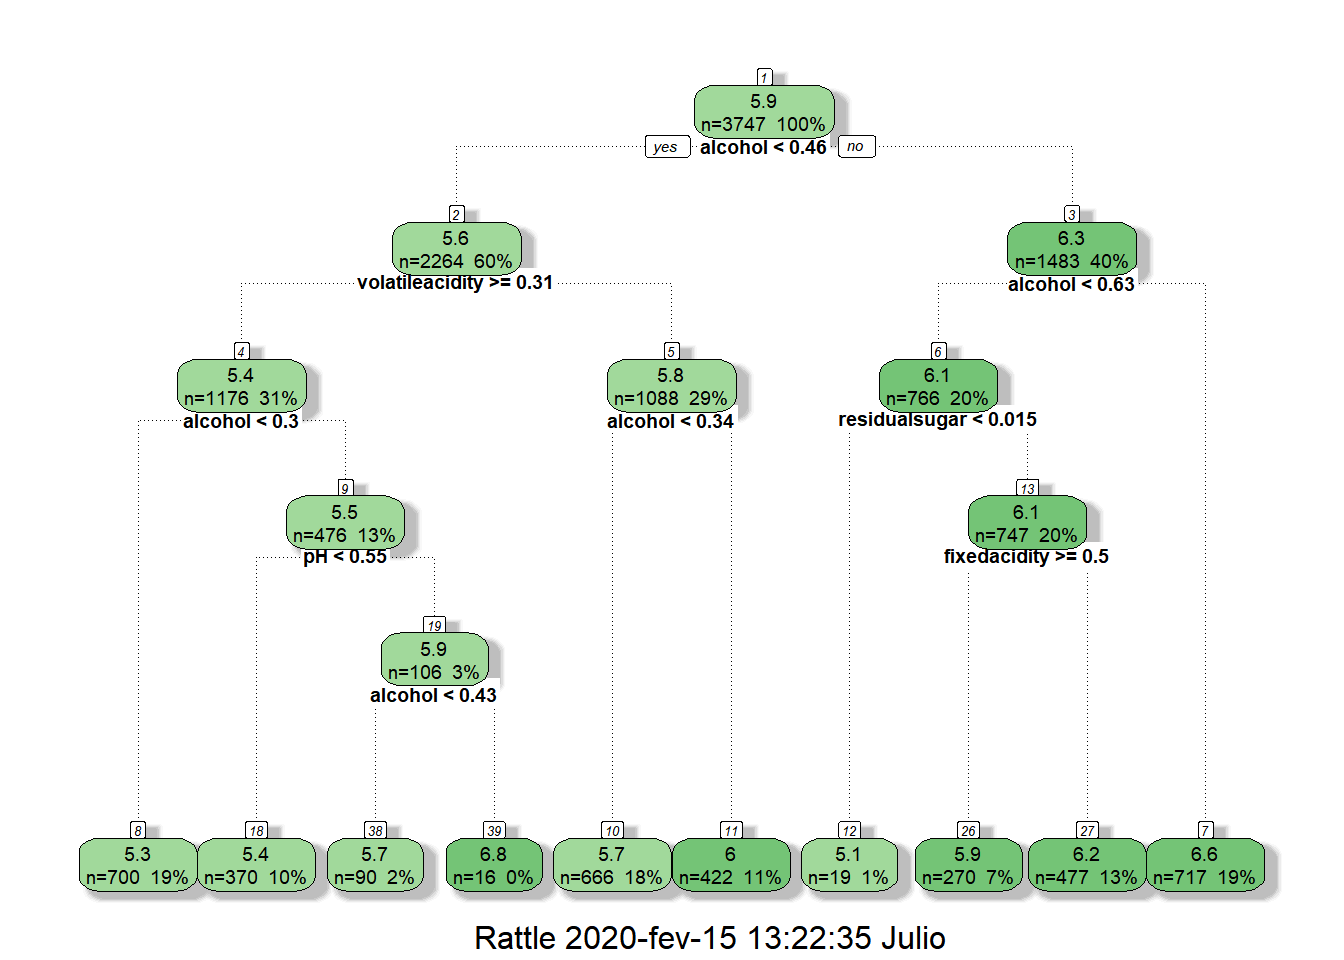 1
5.9
n=3747 100%
yes alcohol < 0.46 no
2 3
5.6 6.3
n=2264 60% n=1483 40%
volatileacidity >= 0.31 alcohol < 0.63
4 5 6
5.4 5.8 6.1
n=1176 31% n=1088 29% n=766 20%
alcohol < 0.3 alcohol < 0.34 residualsugar < 0.015
9 13
5.5 6.1
n=476 13% n=747 20%
pH < 0.55 fixedacidity >= 0.5
19
5.9
n=106 3%
alcohol < 0.43
8 18 38 39 10 11 12 26 27 7
5.3 5.4 5.7 6.8 5.7 6 5.1 5.9 6.2 6.6
n=700 19% n=370 10% n=90 2% n=16 0% n=666 18% n=422 11% n=19 1% n=270 7% n=477 13% n=717 19%
Rattle 2020-fev-15 13:22:35 Julio